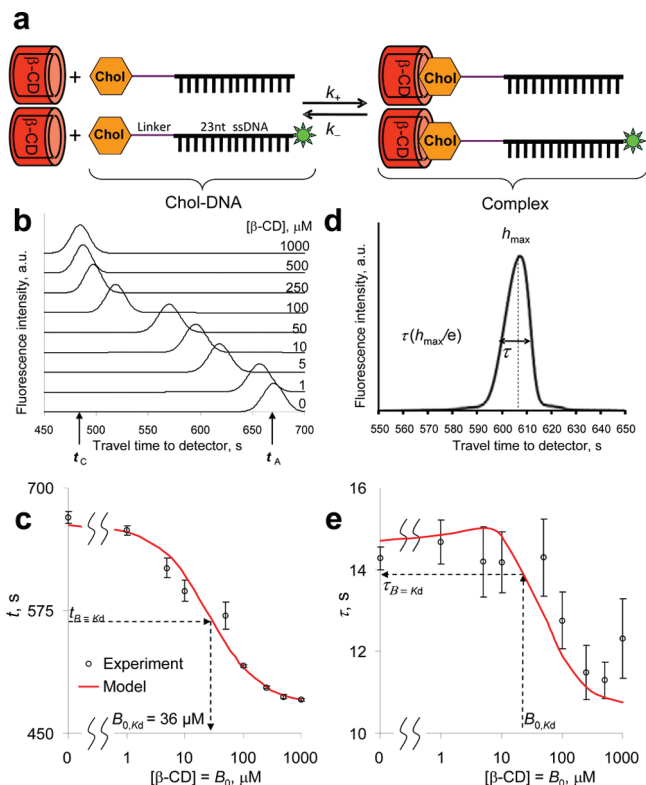 a
β-CD
+
Chol
β-CD
Chol
k+
k−
β-CD
+
Chol
Linker
23nt ssDNA
β-CD
Chol
Chol-DNA
Complex
b
[β-CD], μM
1000
500
250
100
50
10
5
1
0
Fluorescence intensity, a.u.
450 500 550 600 650 700
Travel time to detector, s
tC
tA
d
hmax
τ(hmax/e)
τ
Fluorescence intensity, a.u.
550 560 570 580 590 600 610 620 630 640 650
Travel time to detector, s
c
700
575
450
t, s
tB = Kd
Experiment
Model
B0,Kd = 36 μM
0 1 10 100 1000
[β-CD] = B0, μM
e
16
14
12
10
τ, s
τB = Kd
B0,Kd
0 1 10 100 1000
[β-CD] = B0, μM